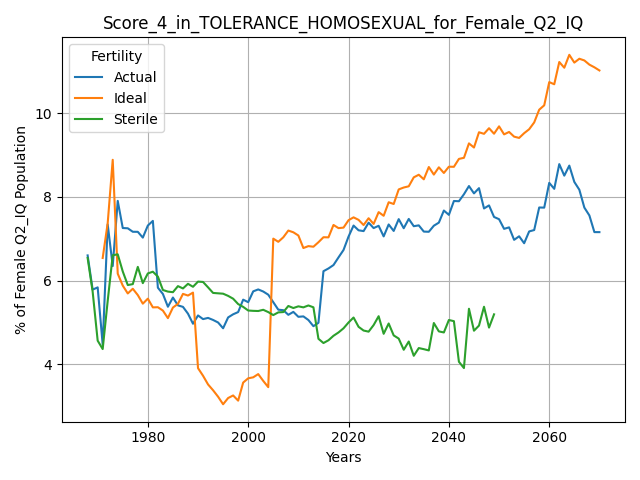 Score_4_in_TOLERANCE_HOMOSEXUAL_for_Female_Q2_IQ
Fertility
Actual
Ideal
Sterile
% of Female Q2_IQ Population
10
8
6
4
1980
2000
2020
2040
2060
Years